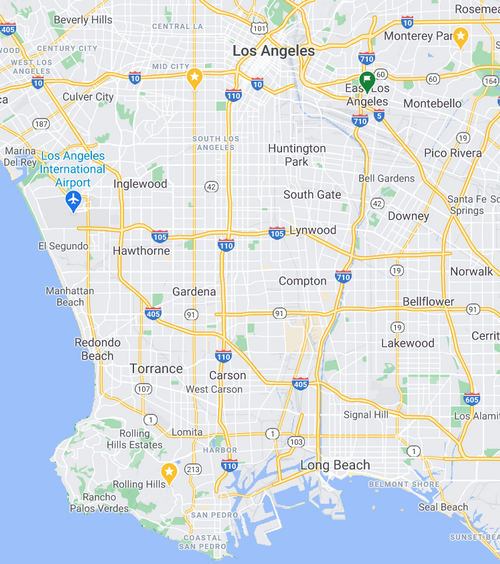 Rosemea
Beverly Hills
10
405
CENTRAL LA
101
Monterey Par
CENTURY CITY
Los Angeles
WEST LOS
ANGELES
MID CITY
710
60
60
10
10
10
110
164
East Los
Angeles
Culver City
Montebello
710
5
187
SOUTH LOS
ANGELES
Marina
Del Rey
Los Angeles
International
Airport
Huntington
Park
Pico Rivera
Bell Gardens
Inglewood
42
South Gate
42
Santa Fe S
Springs
Downey
El Segundo
105
105
Lynwood
110
Hawthorne
19
Norwalk
Compton
710
Manhattan
Beach
Gardena
Bellflower
405
91
91
91
19
Redondo
Beach
Lakewood
Cerrit
110
Torrance
Carson
405
107
West Carson
605
1
Signal Hill
Los Alami
Rolling
Hills Estates
Lomita
1
103
HARBOR
1
Rolling Hills
213
110
Long Beach
Rancho
Palos Verdes
BELMONT SHORE
SAN PEDRO
Seal Beach
COASTAL
SAN PEDRO
SUNSET BEA